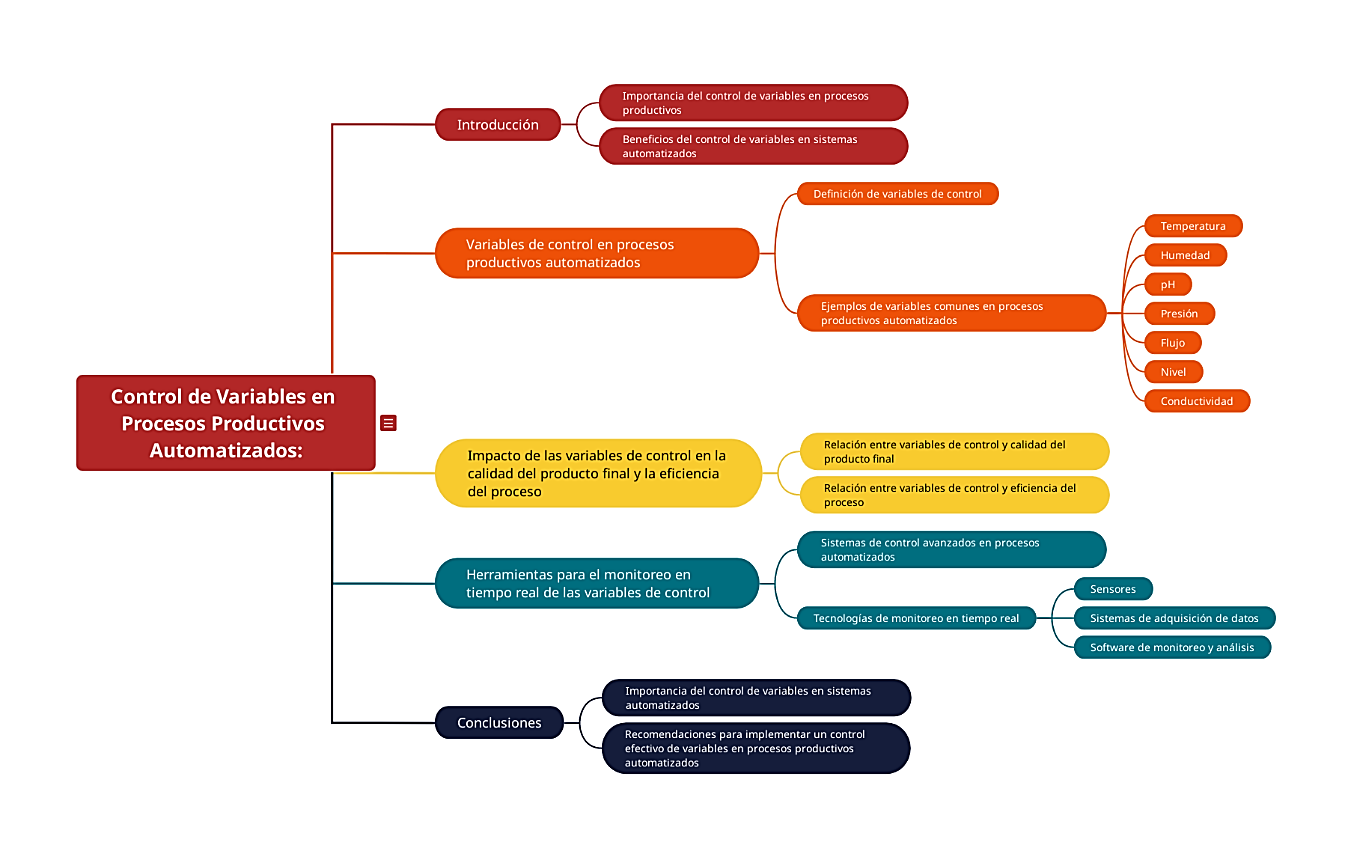 Control de Variables en
Procesos Productivos
Automatizados:
Introducción
Importancia del control de variables en procesos
productivos
Beneficios del control de variables en sistemas
automatizados
Variables de control en procesos
productivos automatizados
Definición de variables de control
Ejemplos de variables comunes en procesos
productivos automatizados
Temperatura
Humedad
pH
Presión
Flujo
Nivel
Conductividad
Impacto de las variables de control en la
calidad del producto final y la eficiencia
del proceso
Relación entre variables de control y calidad del
producto final
Relación entre variables de control y eficiencia del
proceso
Herramientas para el monitoreo en
tiempo real de las variables de control
Sistemas de control avanzados en procesos
automatizados
Tecnologías de monitoreo en tiempo real
Sensores
Sistemas de adquisición de datos
Software de monitoreo y análisis
Conclusiones
Importancia del control de variables en sistemas
automatizados
Recomendaciones para implementar un control
efectivo de variables en procesos productivos
automatizados